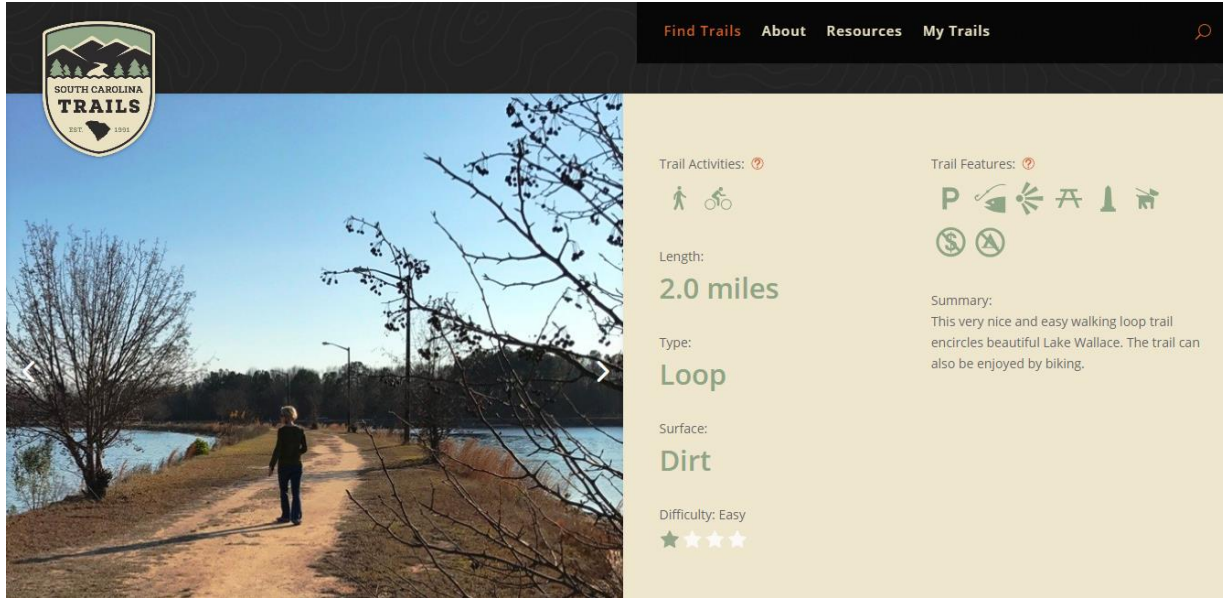 Find Trails About Resources My Trails
SOUTH CAROLINA
TRAILS
EST. 1991
Trail Activities: ?
Length:
2.0 miles
Type:
Loop
Surface:
Dirt
Difficulty: Easy
Trail Features: ?
P
$
Summary:
This very nice and easy walking loop trail
encircles beautiful Lake Wallace. The trail can
also be enjoyed by biking.